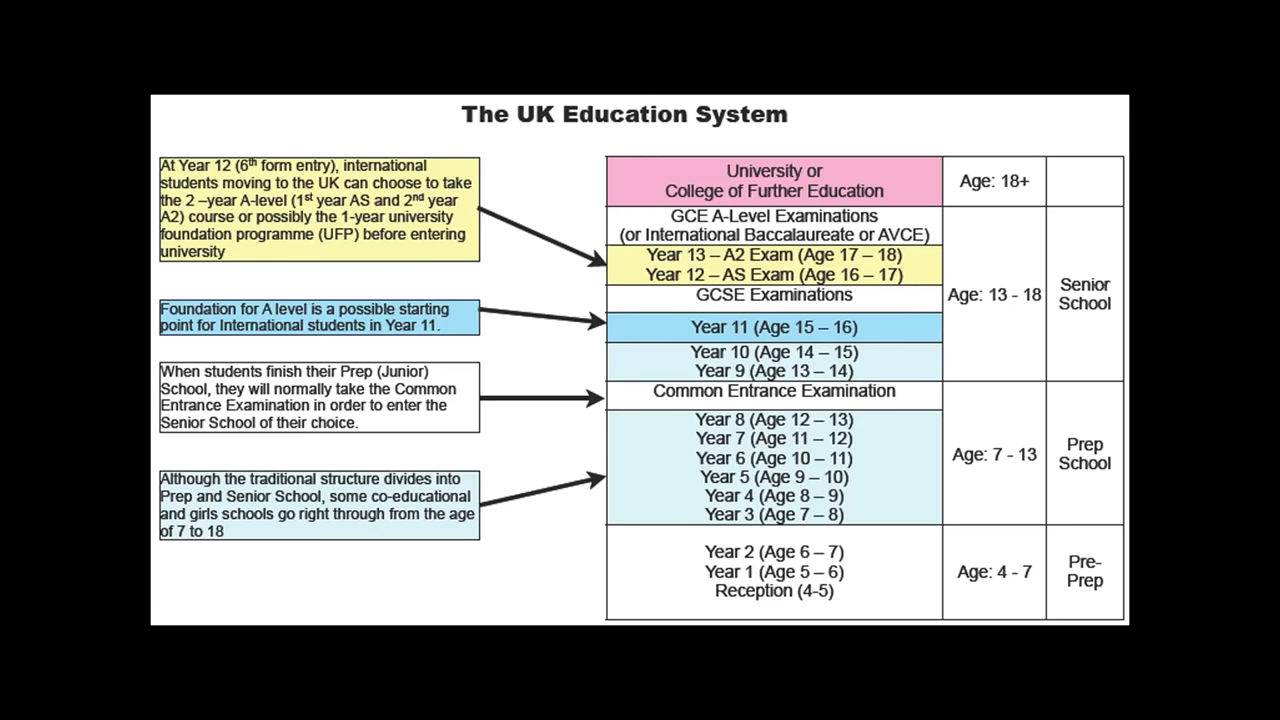 The UK Education System
At Year 12 (6th form entry), international
students moving to the UK can choose to take
the 2 –year A-level (1st year AS and 2nd year
A2) course or possibly the 1-year university
foundation programme (UFP) before entering
university
Foundation for A level is a possible starting
point for International students in Year 11.
When students finish their Prep (Junior)
School, they will normally take the Common
Entrance Examination in order to enter the
Senior School of their choice.
Although the traditional structure divides into
Prep and Senior School, some co-educational
and girls schools go right through from the age
of 7 to 18
University or
College of Further Education
Age: 18+
GCE A-Level Examinations
(or International Baccalaureate or AVCE)
Year 13 – A2 Exam (Age 17 – 18)
Year 12 – AS Exam (Age 16 – 17)
GCSE Examinations
Year 11 (Age 15 – 16)
Year 10 (Age 14 – 15)
Year 9 (Age 13 – 14)
Age: 13 - 18
Senior
School
Common Entrance Examination
Year 8 (Age 12 – 13)
Year 7 (Age 11 – 12)
Year 6 (Age 10 – 11)
Year 5 (Age 9 – 10)
Year 4 (Age 8 – 9)
Year 3 (Age 7 – 8)
Age: 7 - 13
Prep
School
Year 2 (Age 6 – 7)
Year 1 (Age 5 – 6)
Reception (4-5)
Age: 4 - 7
Pre-
Prep